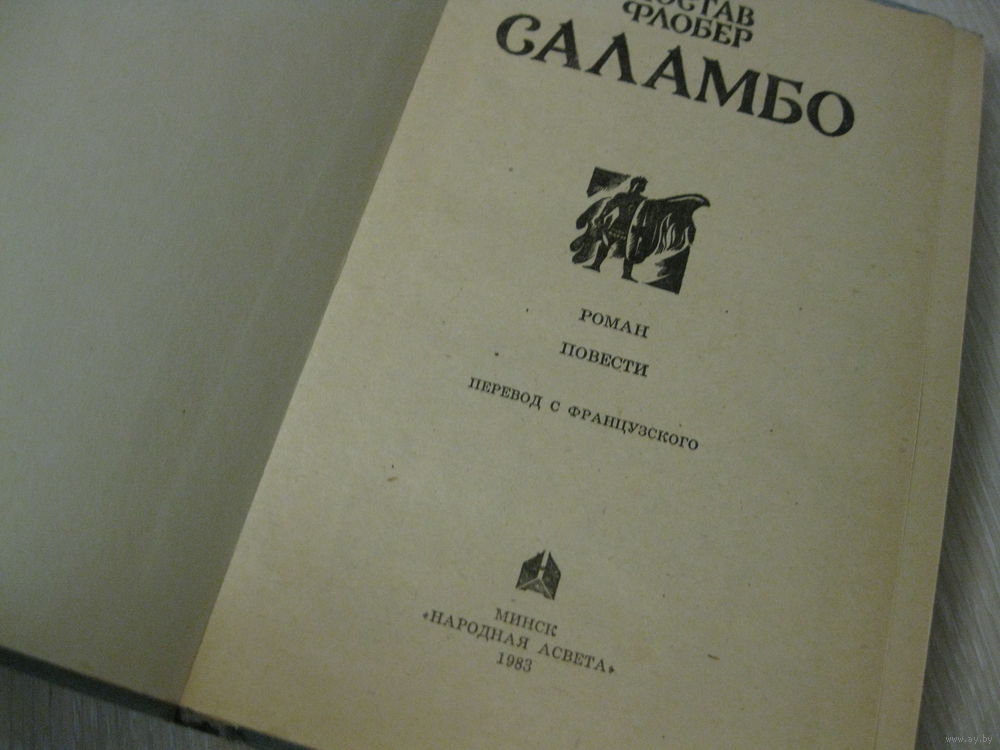 ФЛОБЕР
САЛАМБО
РОМАН
ПОВЕСТИ
ПЕРЕВОД С ФРАНЦУЗСКОГО
МИНСК
«НАРОДНАЯ АСВЕТА»
1983
www.ay.by